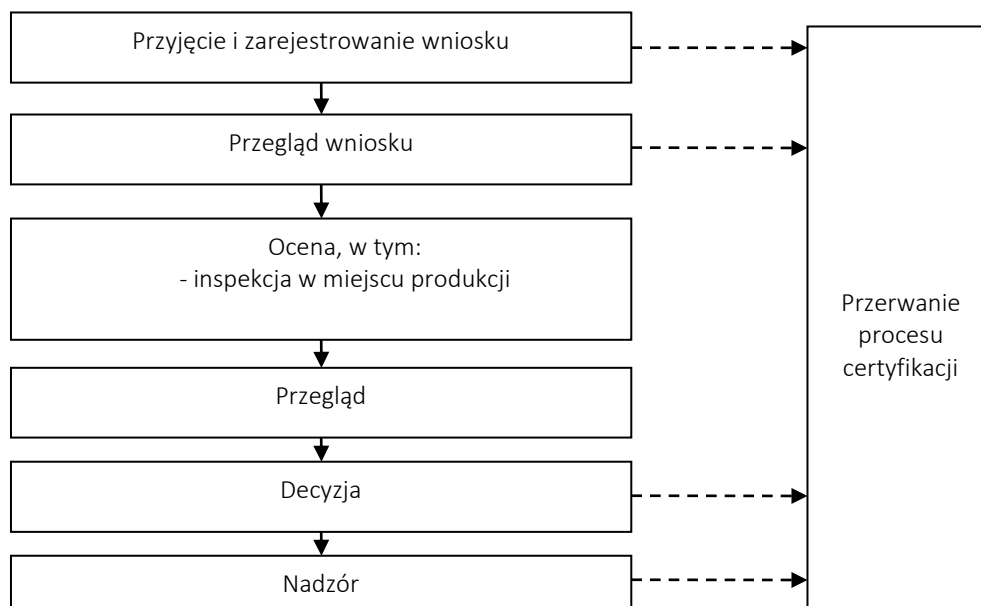 Przyjęcie i zarejestrowanie wniosku
Przegląd wniosku
Ocena, w tym:
- inspekcja w miejscu produkcji
Przegląd
Decyzja
Nadzór
Przerwanie
procesu
certyfikacji